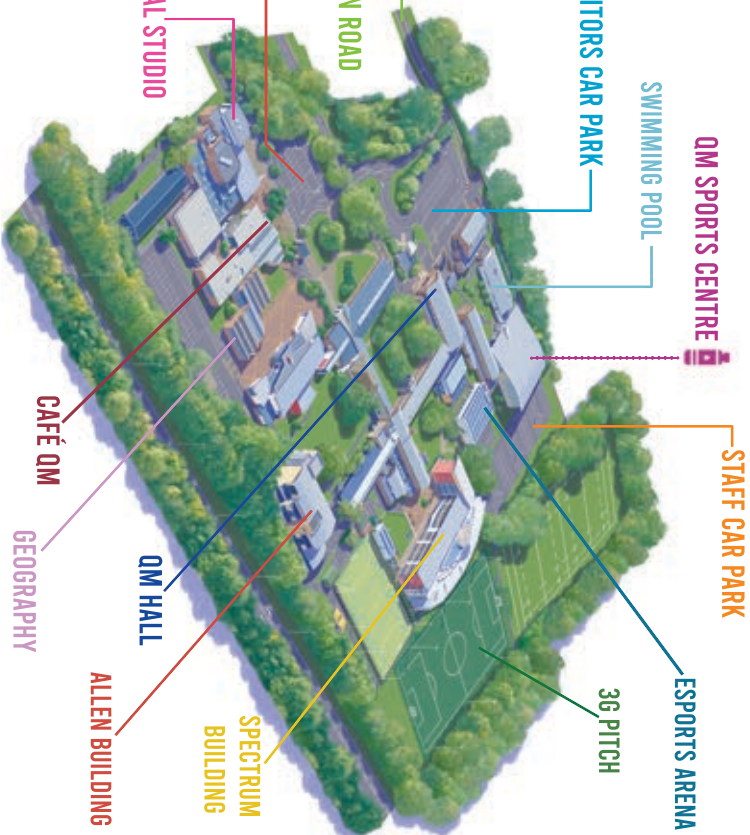 QM SPORTS CENTRE
STAFF CAR PARK
ESPORTS ARENA
SWIMMING POOL
ITORS CAR PARK
3G PITCH
N ROAD
SPECTRUM
BUILDING
AL STUDIO
QM HALL
ALLEN BUILDING
CAFÉ QM
GEOGRAPHY